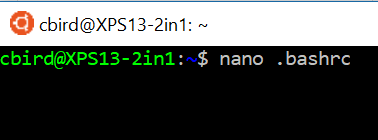 cbird@XPS13-2in1: ~
cbird@XPS13-2in1:~$ nano .bashrc